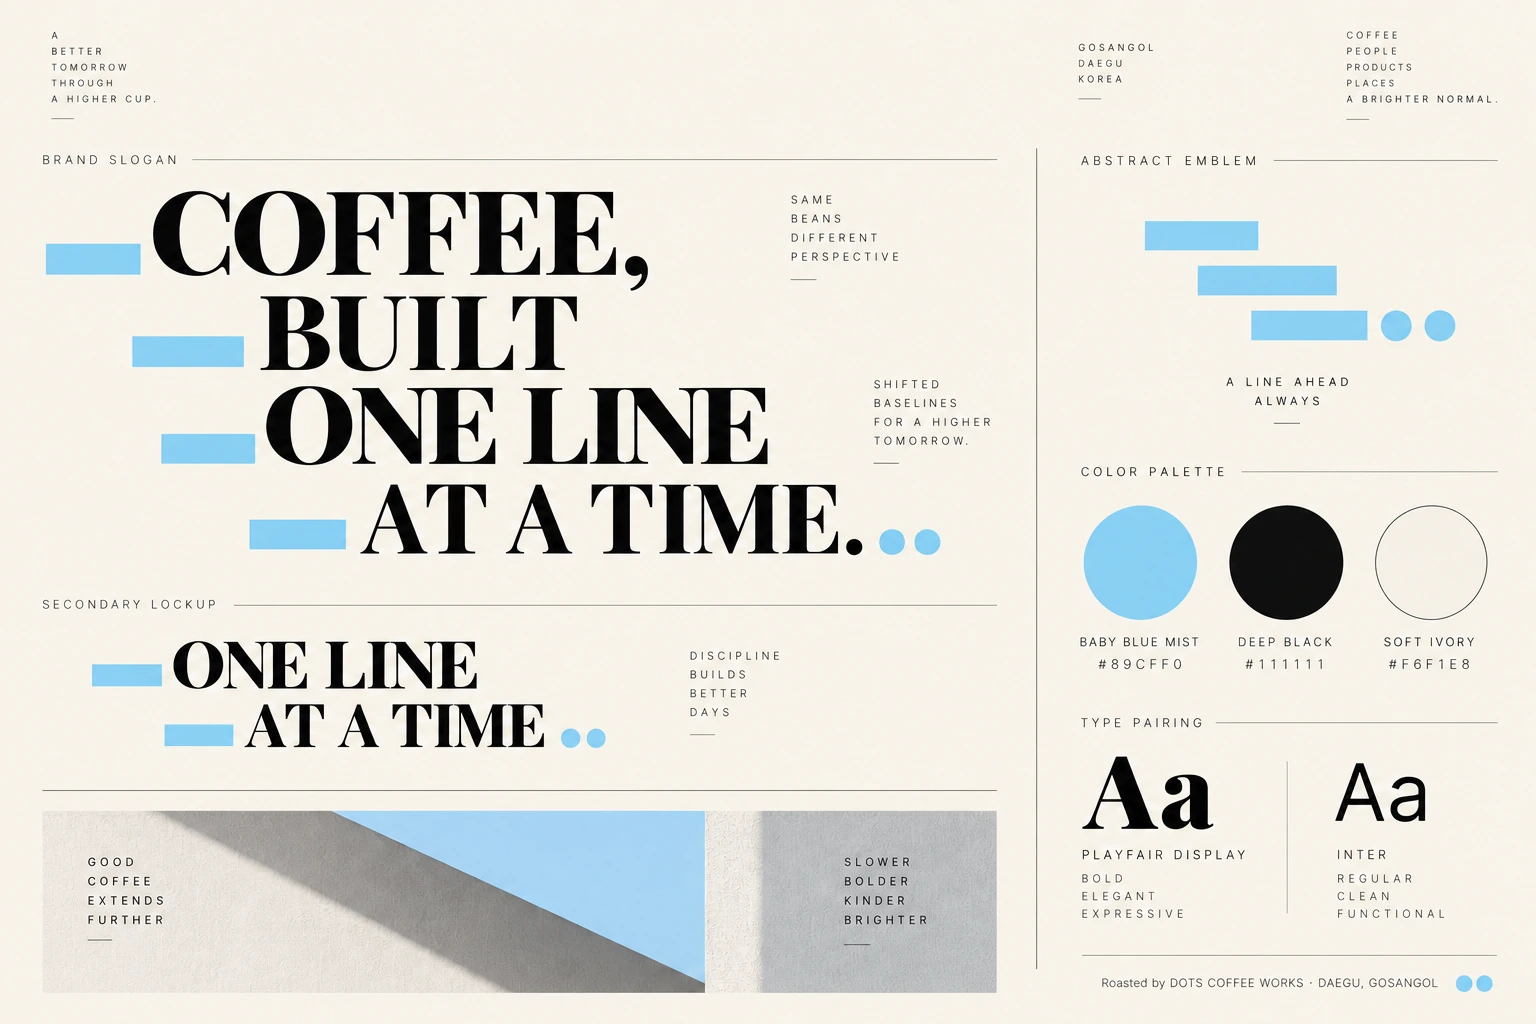 A
BETTER
TOMORROW
THROUGH
A HIGHER CUP.
GOSANGOL
DAEGU
KOREA
COFFEE
PEOPLE
PRODUCTS
PLACES
A BRIGHTER NORMAL.
BRAND SLOGAN
COFFEE,
BUILT
ONE LINE
AT A TIME.
SAME
BEANS
DIFFERENT
PERSPECTIVE
SHIFTED
BASELINES
FOR A HIGHER
TOMORROW.
SECONDARY LOCKUP
ONE LINE
AT A TIME
DISCIPLINE
BUILDS
BETTER
DAYS
GOOD
COFFEE
EXTENDS
FURTHER
SLOWER
BOLDER
KINDER
BRIGHTER
ABSTRACT EMBLEM
A LINE AHEAD
ALWAYS
COLOR PALETTE
BABY BLUE MIST
#89CFF0
DEEP BLACK
#111111
SOFT IVORY
#F6F1E8
TYPE PAIRING
Aa
PLAYFAIR DISPLAY
BOLD
ELEGANT
EXPRESSIVE
Aa
INTER
REGULAR
CLEAN
FUNCTIONAL
Roasted by DOTS COFFEE WORKS · DAEGU, GOSANGOL